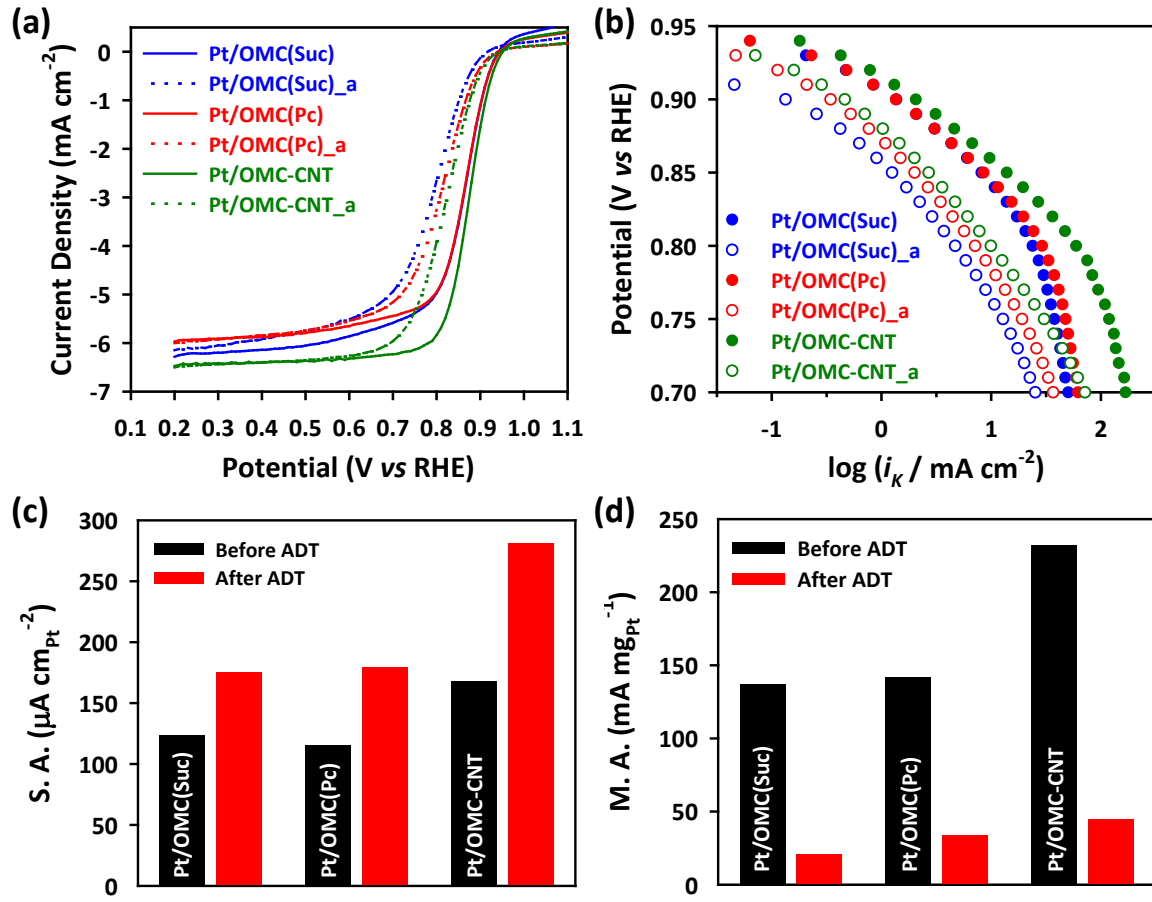 (a)
Current Density (mA cm-2)
0
-1
-2
-3
-4
-5
-6
-7
Pt/OMC(Suc)
Pt/OMC(Suc)_a
Pt/OMC(Pc)
Pt/OMC(Pc)_a
Pt/OMC-CNT
Pt/OMC-CNT_a
0.1 0.2 0.3 0.4 0.5 0.6 0.7 0.8 0.9 1.0 1.1
Potential (V vs RHE)
(b)
Potential (V vs RHE)
0.95
0.90
0.85
0.80
0.75
0.70
Pt/OMC(Suc)
Pt/OMC(Suc)_a
Pt/OMC(Pc)
Pt/OMC(Pc)_a
Pt/OMC-CNT
Pt/OMC-CNT_a
-1 0 1 2
log (iK / mA cm-2)
(c)
S. A. (μA cmPt-2)
300
250
200
150
100
50
0
Before ADT
After ADT
Pt/OMC(Suc)
Pt/OMC(Pc)
Pt/OMC-CNT
(d)
M. A. (mA mgPt-1)
250
200
150
100
50
0
Before ADT
After ADT
Pt/OMC(Suc)
Pt/OMC(Pc)
Pt/OMC-CNT